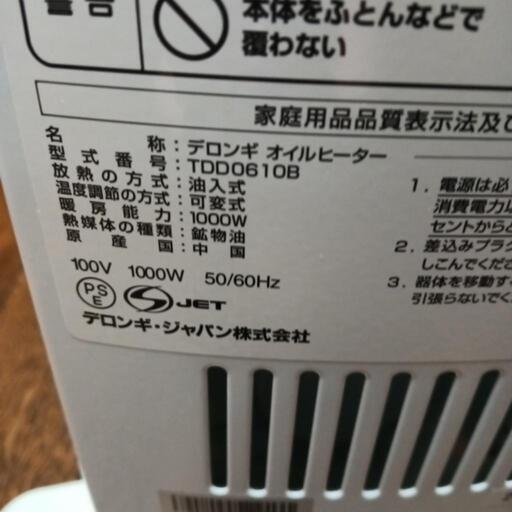 警告
本体をふとんなどで
覆わない
家庭用品品質表示法及び
名称：デロンギ オイルヒーター
型式番号：TDD0610B
放熱の方式：油入式
温度調節の方式：可変式
暖房能力：1000W
熱媒体の種類：鉱物油
原産国：中国
100V 1000W 50/60Hz
PS
E
JET
デロンギ・ジャパン株式会社
1. 電源は必
消費電力以
セントからと
2. 差込みプラグ
しこんでくださ
3. 器体を移動に
引張らないでく